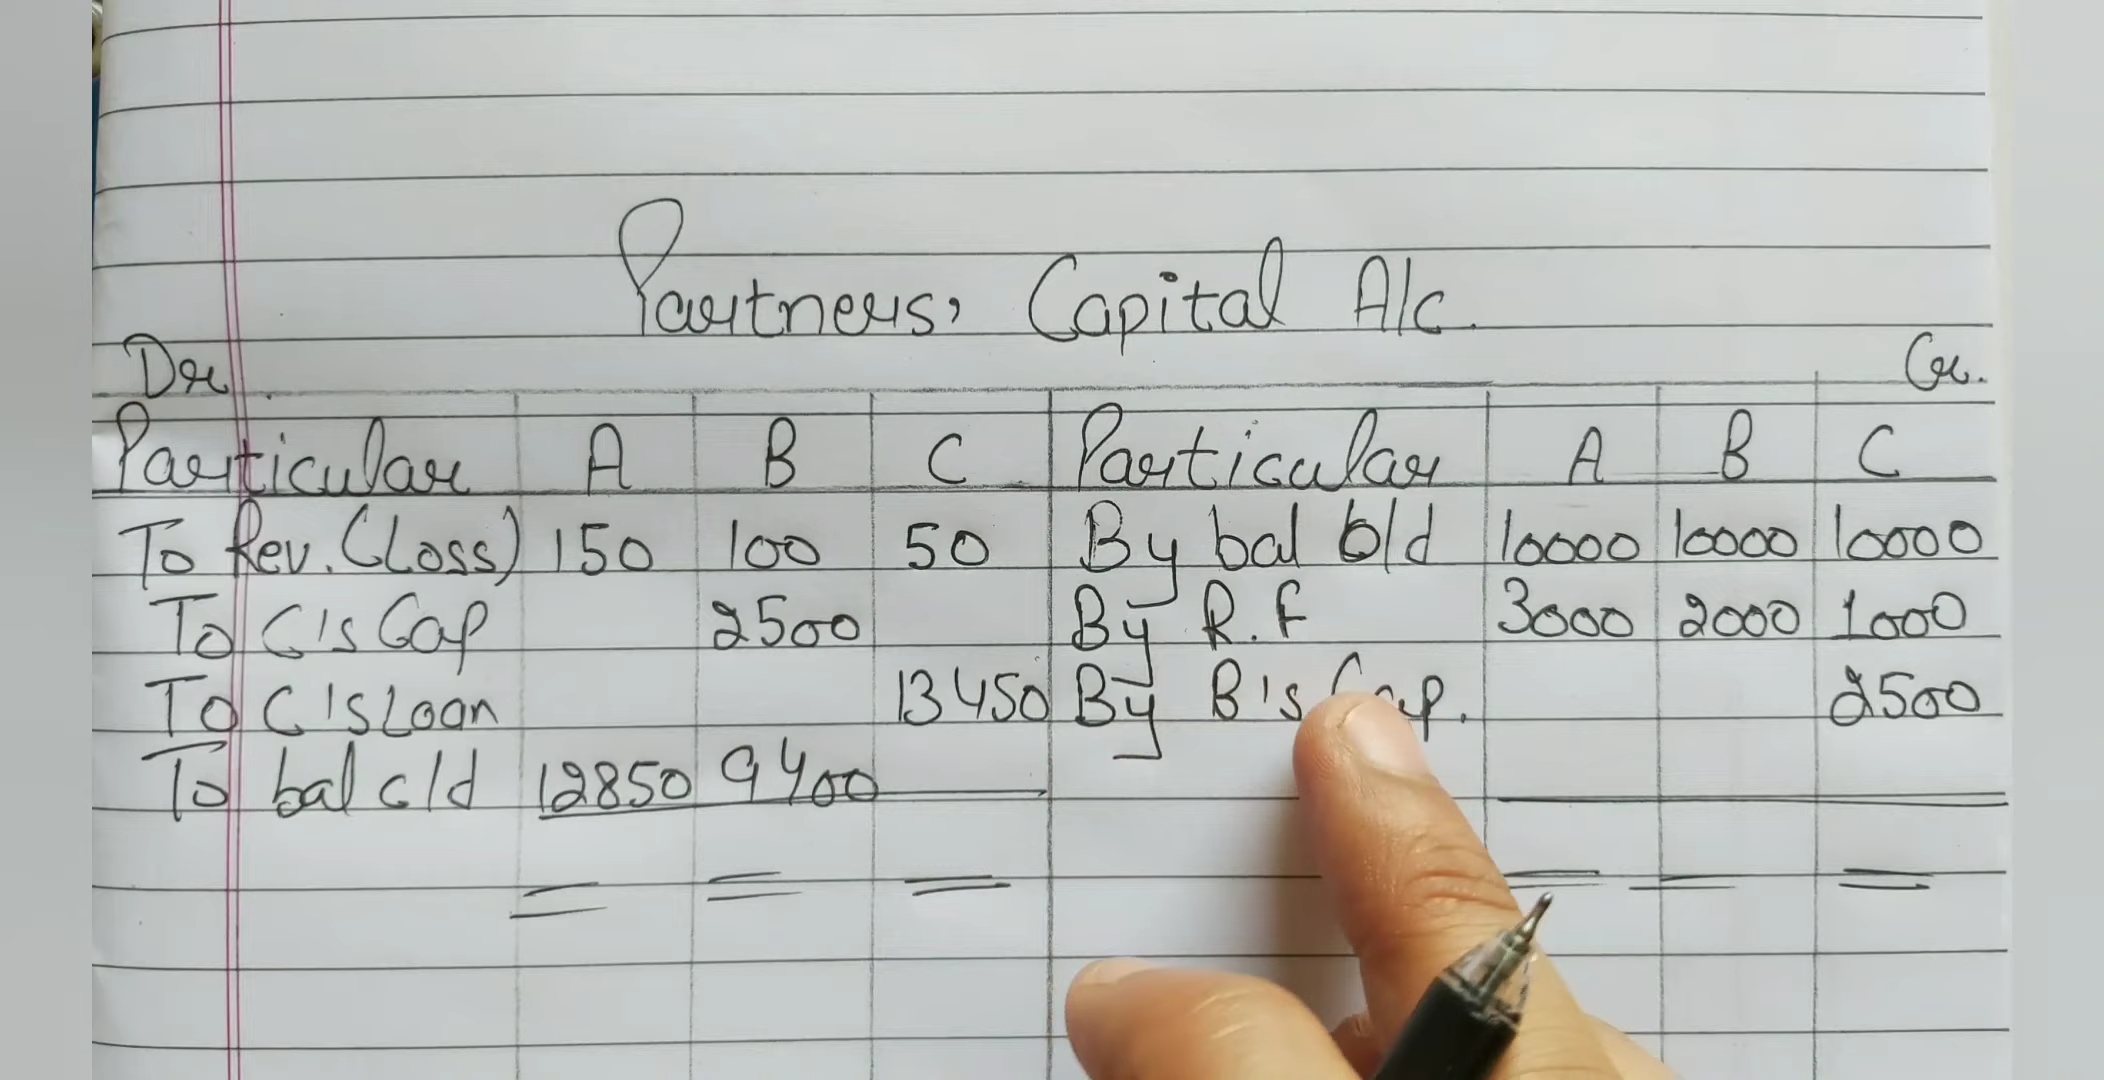 Partners, Capital A/c.
Dr. Cr.
Particular A B C Particular A B C
To Rev. (Loss) 150 100 50 By bal b/d 10000 10000 10000
To C's Cap 2500 By R.F 3000 2000 1000
To C's Loan 13450 By B's Cap. 2500
To bal c/d 12850 9400